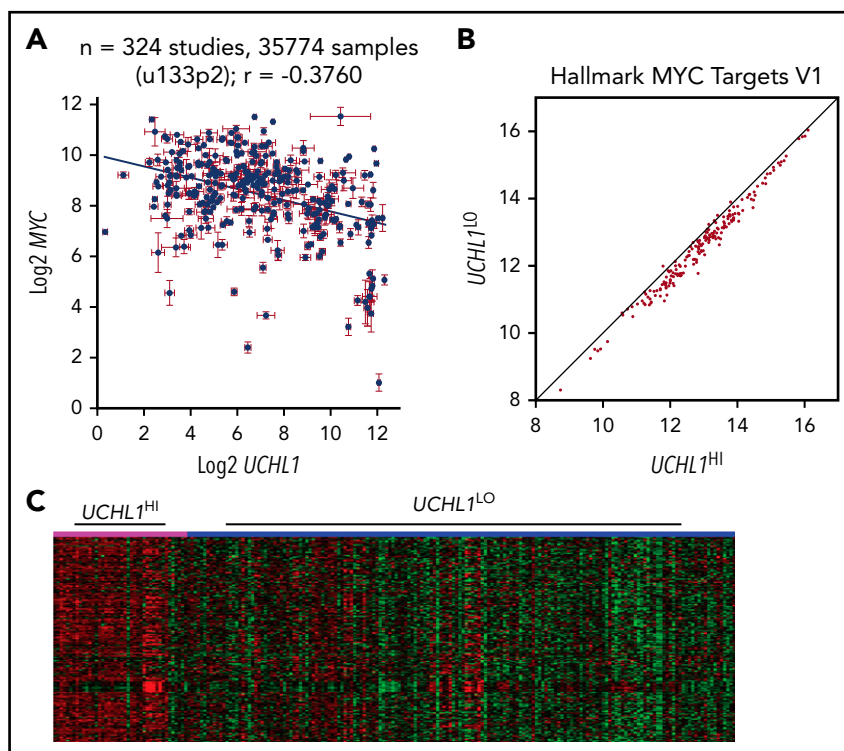 A
n = 324 studies, 35774 samples
(u133p2); r = -0.3760
12
10
8
6
4
2
0
0 2 4 6 8 10 12
Log2 MYC
Log2 UCHL1
B
Hallmark MYC Targets V1
16
14
12
10
8
8 10 12 14 16
UCHL1LO
UCHL1HI
C
UCHL1HI
UCHL1LO